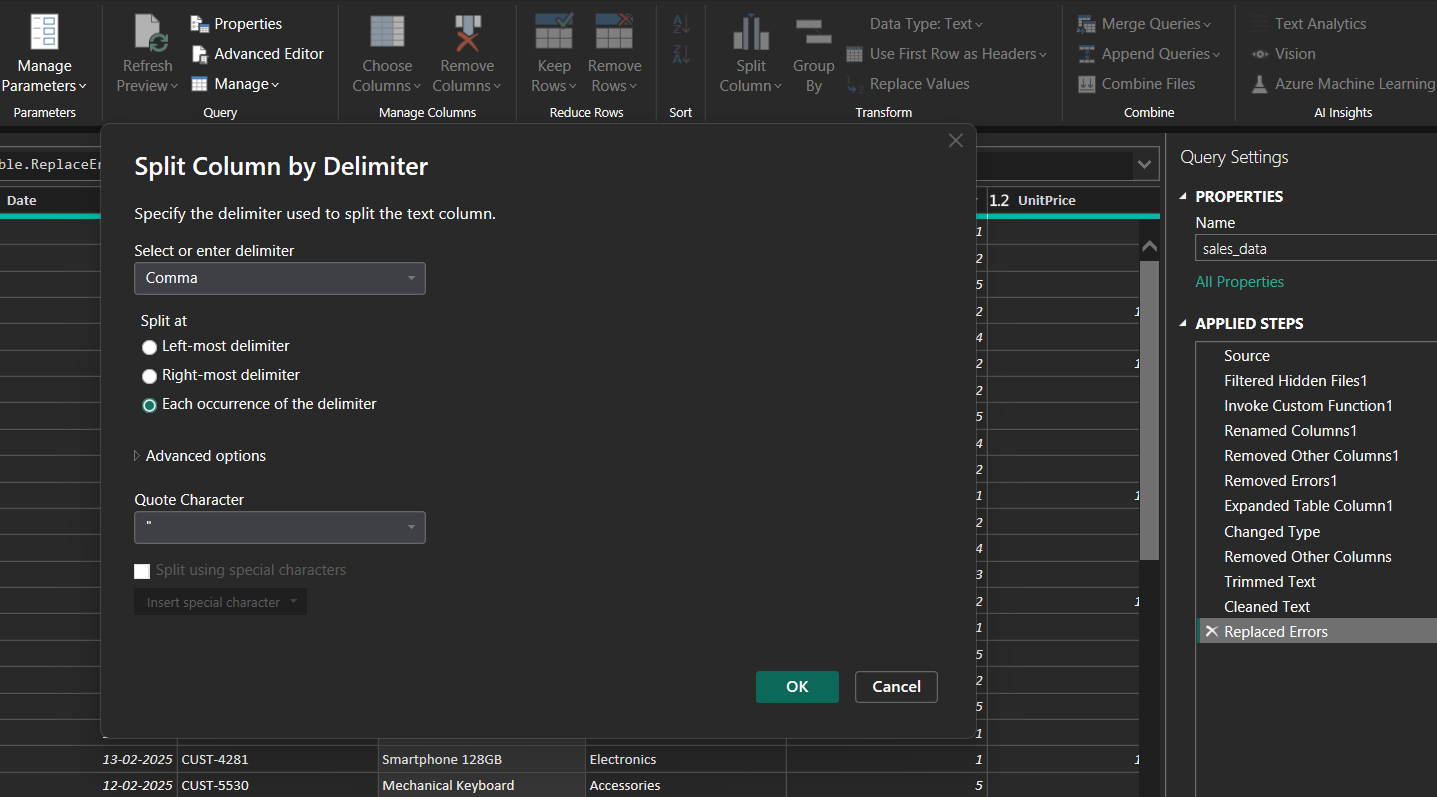 Manage
Parameters
Parameters
Refresh
Preview
Properties
Advanced Editor
Manage
Query
Choose
Columns
Remove
Columns
Manage Columns
Keep
Rows
Remove
Rows
Reduce Rows
Sort
Split
Column
Group
By
Data Type: Text
Use First Row as Headers
Replace Values
Transform
Merge Queries
Append Queries
Combine Files
Combine
Text Analytics
Vision
Azure Machine Learning
AI Insights
ble.ReplaceEr
Date
1.2 UnitPrice
Split Column by Delimiter
Specify the delimiter used to split the text column.
Select or enter delimiter
Comma
Split at
Left-most delimiter
Right-most delimiter
Each occurrence of the delimiter
Advanced options
Quote Character
"
Split using special characters
Insert special character
OK
Cancel
1
2
5
2 1
4
2 1
2
5
4
2
1 1
2
4
3
2 1
1
5
2
5
1
13-02-2025 CUST-4281 Smartphone 128GB Electronics 1 1
12-02-2025 CUST-5530 Mechanical Keyboard Accessories 5
Query Settings
PROPERTIES
Name
sales_data
All Properties
APPLIED STEPS
Source
Filtered Hidden Files1
Invoke Custom Function1
Renamed Columns1
Removed Other Columns1
Removed Errors1
Expanded Table Column1
Changed Type
Removed Other Columns
Trimmed Text
Cleaned Text
Replaced Errors